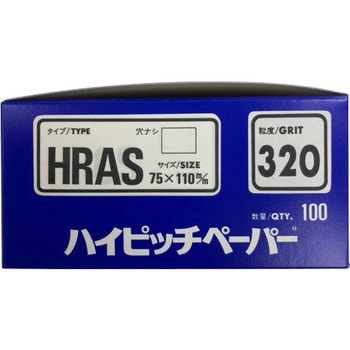 タイプ/TYPE 穴ナシ
HRAS
サイズ/SIZE
75×110m/m
粒度/GRIT
320
数量/QTY. 100
ハイピッチペーパー